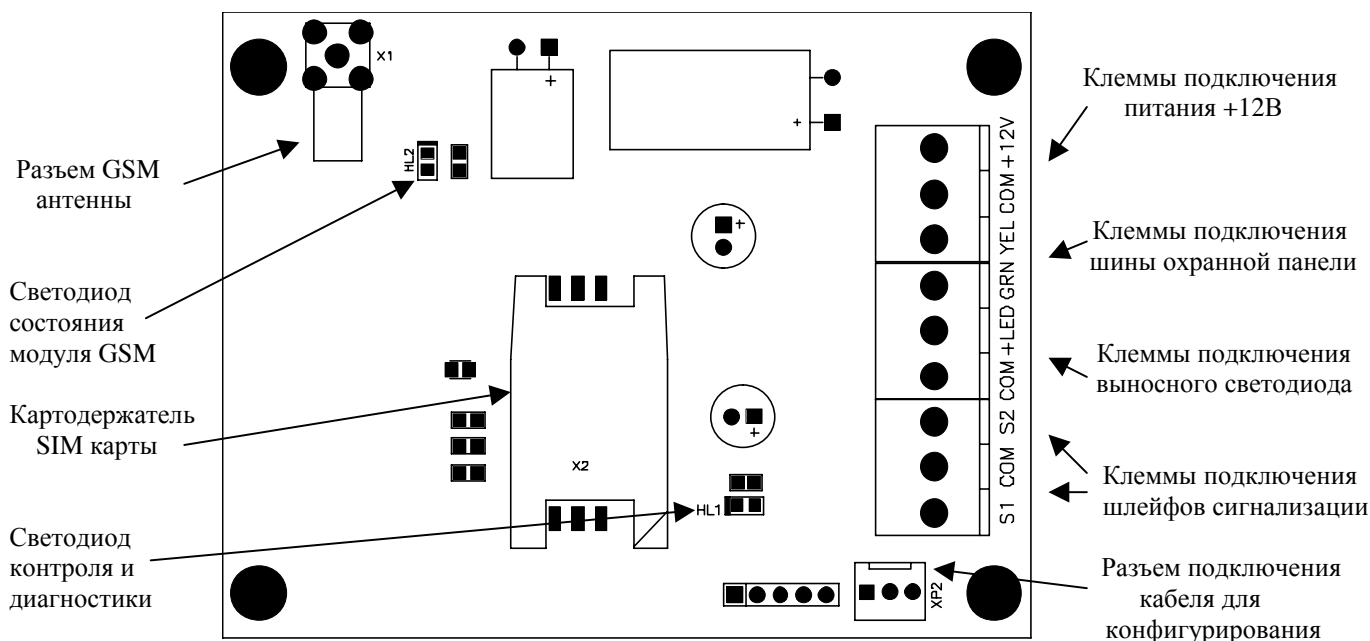 X1
HL2
+
+
+
+
X2
HL1
XP2
+12V
COM
YEL
GRN
+LED
COM
S2
COM
S1
Разъем GSM
антенны
Светодиод
состояния
модуля GSM
Картодержатель
SIM карты
Светодиод
контроля и
диагностики
Клеммы подключения
питания +12В
Клеммы подключения
шины охранной панели
Клеммы подключения
выносного светодиода
Клеммы подключения
шлейфов сигнализации
Разъем подключения
кабеля для
конфигурирования